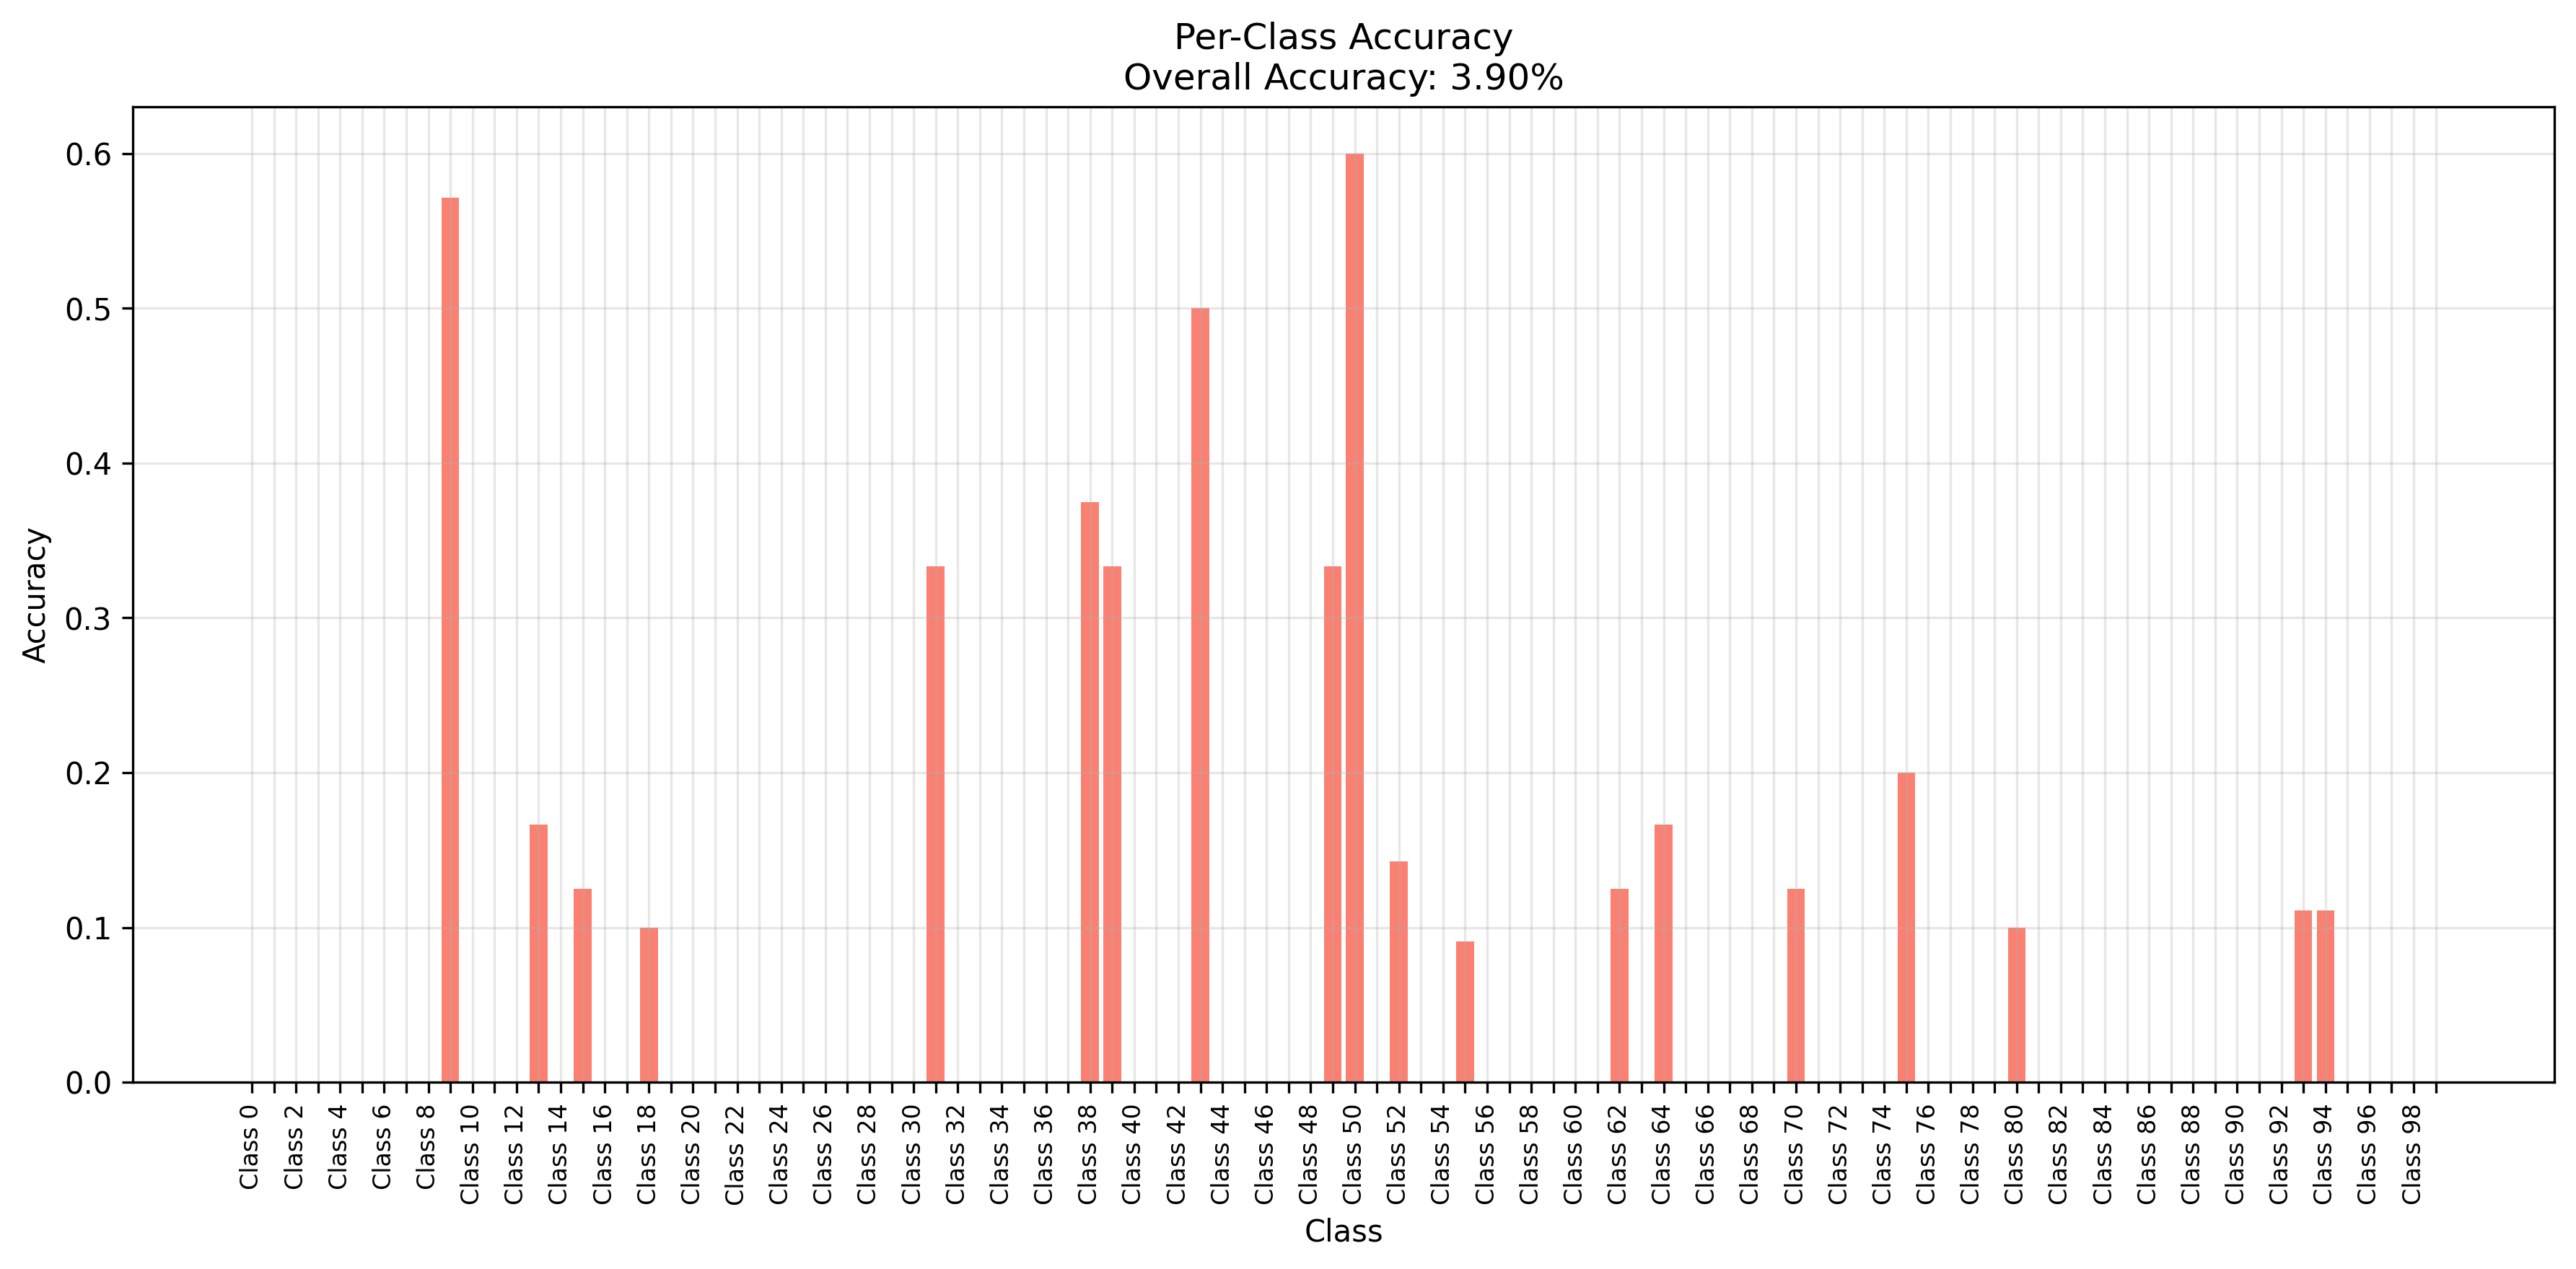 Per-Class Accuracy
Overall Accuracy: 3.90%
Accuracy
0.6
0.5
0.4
0.3
0.2
0.1
0.0
Class 0
Class 2
Class 4
Class 6
Class 8
Class 10
Class 12
Class 14
Class 16
Class 18
Class 20
Class 22
Class 24
Class 26
Class 28
Class 30
Class 32
Class 34
Class 36
Class 38
Class 40
Class 42
Class 44
Class 46
Class 48
Class 50
Class 52
Class 54
Class 56
Class 58
Class 60
Class 62
Class 64
Class 66
Class 68
Class 70
Class 72
Class 74
Class 76
Class 78
Class 80
Class 82
Class 84
Class 86
Class 88
Class 90
Class 92
Class 94
Class 96
Class 98
Class